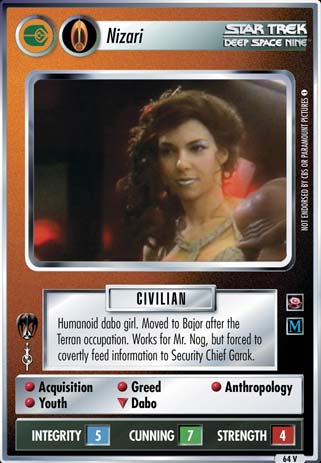 Nizari
STAR TREK
DEEP SPACE NINE
NOT ENDORSED BY CBS OR PARAMOUNT PICTURES
CIVILIAN
Humanoid dabo girl. Moved to Bajor after the
Terran occupation. Works for Mr. Nog, but forced to
covertly feed information to Security Chief Garak.
M
Acquisition Greed Anthropology
Youth Dabo
INTEGRITY 5 CUNNING 7 STRENGTH 4
64 V